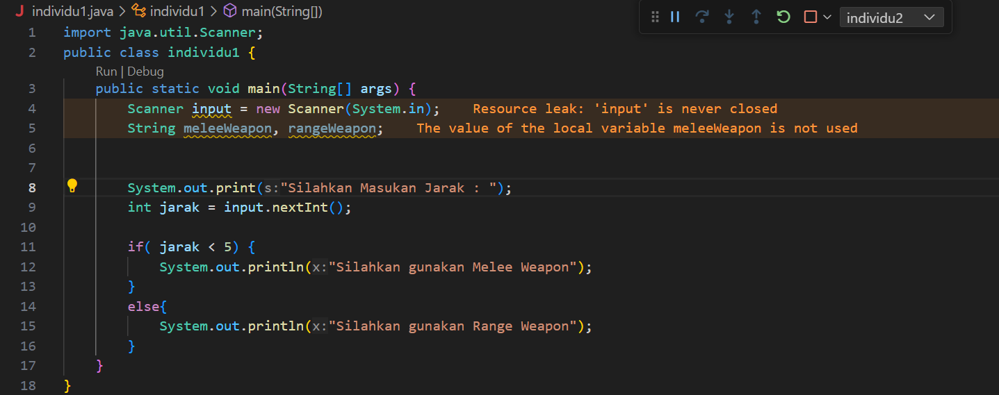 individu1.java > individu1 > main(String[])
individu2
1 import java.util.Scanner;
2 public class individu1 {
Run | Debug
3 public static void main(String[] args) {
4 Scanner input = new Scanner(System.in); Resource leak: 'input' is never closed
5 String meleeWeapon, rangeWeapon; The value of the local variable meleeWeapon is not used
6
7
8 System.out.print(s:"Silahkan Masukan Jarak : ");
9 int jarak = input.nextInt();
10
11 if( jarak < 5) {
12 System.out.println(x:"Silahkan gunakan Melee Weapon");
13 }
14 else{
15 System.out.println(x:"Silahkan gunakan Range Weapon");
16 }
17 }
18 }